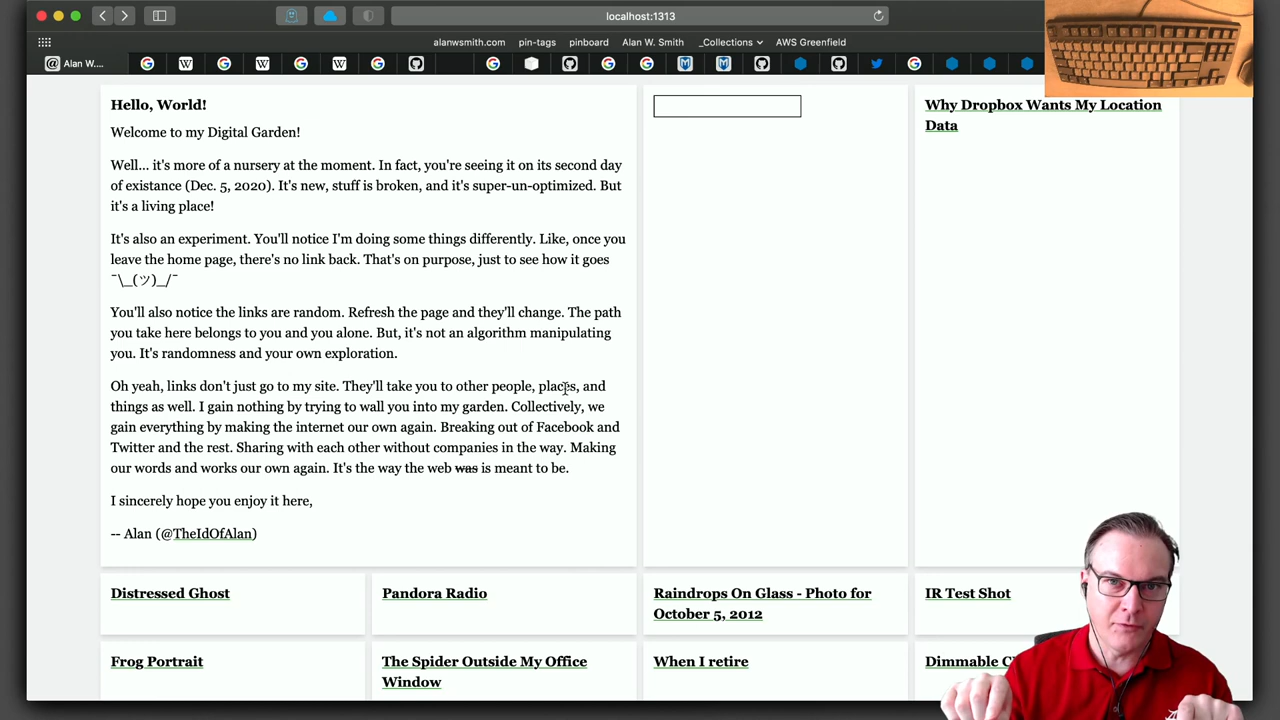 localhost:1313
alanwsmith.com pin-tags pinboard Alan W. Smith _Collections AWS Greenfield
Alan W....
Hello, World!
Welcome to my Digital Garden!
Well... it's more of a nursery at the moment. In fact, you're seeing it on its second day
of existance (Dec. 5, 2020). It's new, stuff is broken, and it's super-un-optimized. But
it's a living place!
It's also an experiment. You'll notice I'm doing some things differently. Like, once you
leave the home page, there's no link back. That's on purpose, just to see how it goes
¯\_(ツ)_/¯
You'll also notice the links are random. Refresh the page and they'll change. The path
you take here belongs to you and you alone. But, it's not an algorithm manipulating
you. It's randomness and your own exploration.
Oh yeah, links don't just go to my site. They'll take you to other people, places, and
things as well. I gain nothing by trying to wall you into my garden. Collectively, we
gain everything by making the internet our own again. Breaking out of Facebook and
Twitter and the rest. Sharing with each other without companies in the way. Making
our words and works our own again. It's the way the web was is meant to be.
I sincerely hope you enjoy it here,
-- Alan (@TheIdOfAlan)
Why Dropbox Wants My Location
Data
Distressed Ghost
Pandora Radio
Raindrops On Glass - Photo for
October 5, 2012
IR Test Shot
Frog Portrait
The Spider Outside My Office
Window
When I retire
Dimmable